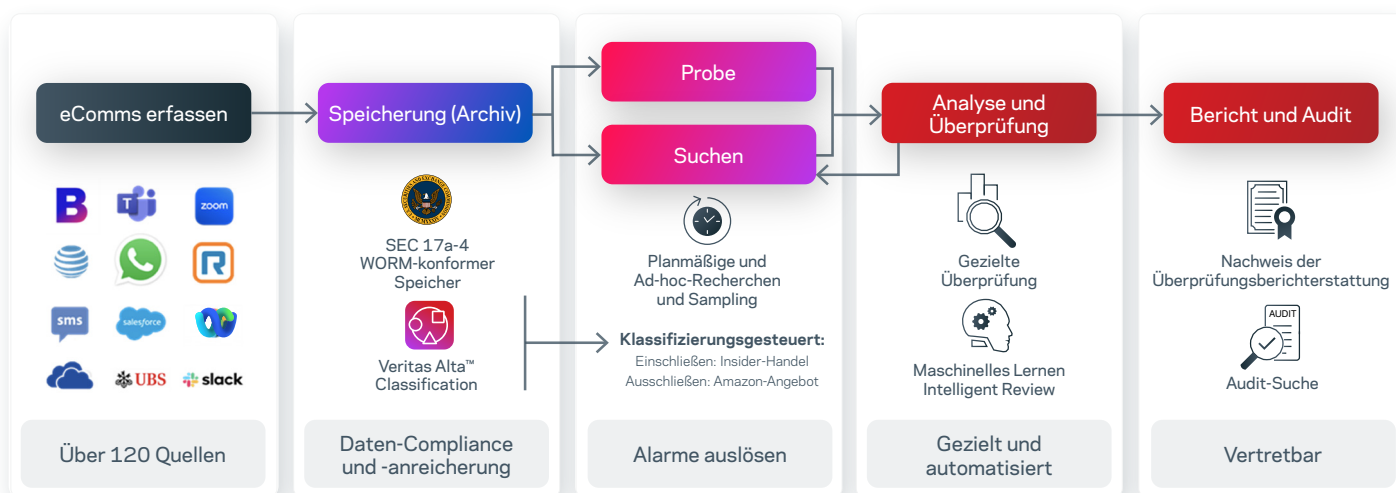 eComms erfassen
Speicherung (Archiv)
Probe
Suchen
Analyse und
Überprüfung
Bericht und Audit
B
T
zoom
R
sms
salesforce
UBS
slack
Über 120 Quellen
SEC 17a-4
WORM-konformer
Speicher
Veritas Alta™
Classification
Daten-Compliance
und -anreicherung
Planmäßige und
Ad-hoc-Recherchen
und Sampling
Klassifizierungsgesteuert:
Einschließen: Insider-Handel
Ausschließen: Amazon-Angebot
Alarme auslösen
Gezielte
Überprüfung
Maschinelles Lernen
Intelligent Review
Gezielt und
automatisiert
Nachweis der
Überprüfungsberichterstattung
AUDIT
Audit-Suche
Vertretbar